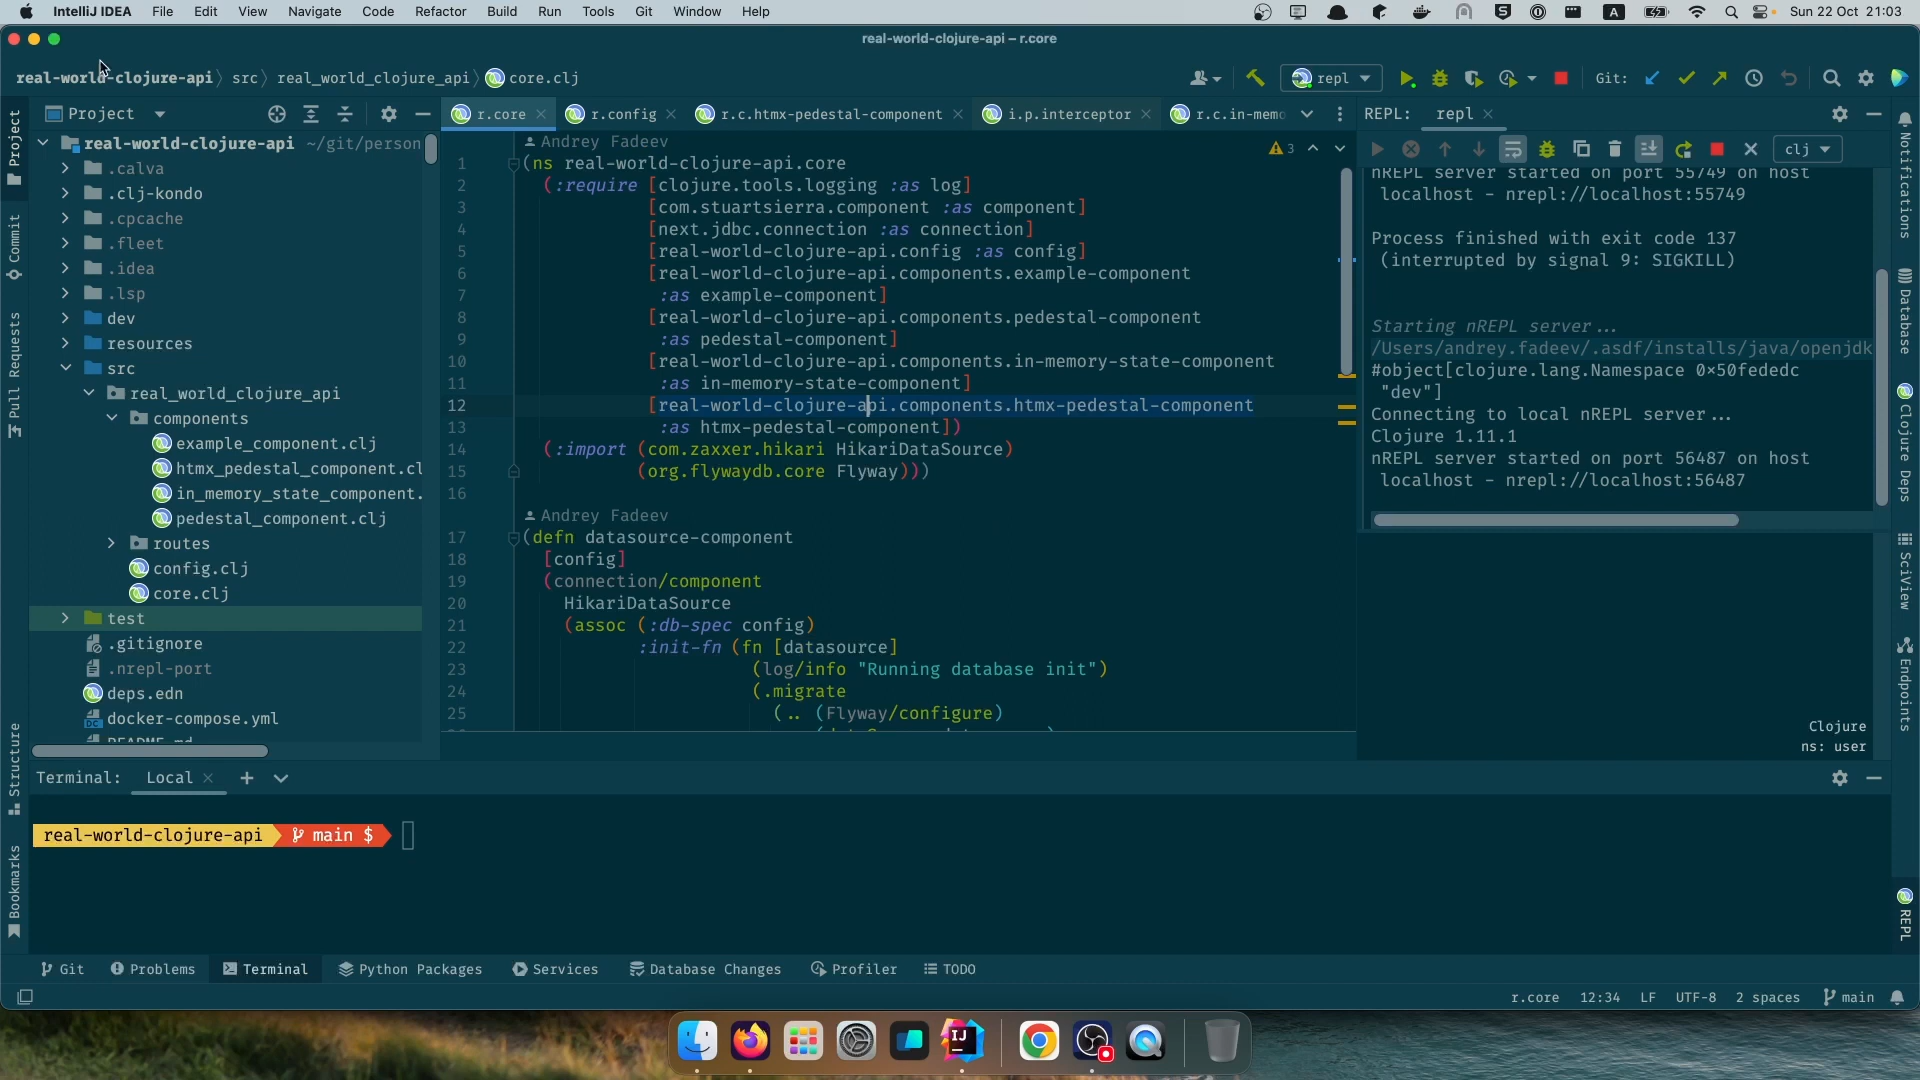 IntelliJ IDEA File Edit View Navigate Code Refactor Build Run Tools Git Window Help
A Sun 22 Oct 21:03
real-world-clojure-api – r.core
real-world-clojure-api src real_world_clojure_api core.clj
repl Git:
Project
r.core r.config r.c.htmx-pedestal-component i.p.interceptor r.c.in-memo
REPL: repl
Project
Commit
Pull Requests
Structure
Bookmarks
real-world-clojure-api ~/git/person
.calva
.clj-kondo
.cpcache
.fleet
.idea
.lsp
dev
resources
src
real_world_clojure_api
components
example_component.clj
htmx_pedestal_component.cl
in_memory_state_component.
pedestal_component.clj
routes
config.clj
core.clj
test
.gitignore
.nrepl-port
deps.edn
DC docker-compose.yml
README.md
Andrey Fadeev
3
1 (ns real-world-clojure-api.core
2 (:require [clojure.tools.logging :as log]
3 [com.stuartsierra.component :as component]
4 [next.jdbc.connection :as connection]
5 [real-world-clojure-api.config :as config]
6 [real-world-clojure-api.components.example-component
7 :as example-component]
8 [real-world-clojure-api.components.pedestal-component
9 :as pedestal-component]
10 [real-world-clojure-api.components.in-memory-state-component
11 :as in-memory-state-component]
12 [real-world-clojure-api.components.htmx-pedestal-component
13 :as htmx-pedestal-component])
14 (:import (com.zaxxer.hikari HikariDataSource)
15 (org.flywaydb.core Flyway)))
16
Andrey Fadeev
17 (defn datasource-component
18 [config]
19 (connection/component
20 HikariDataSource
21 (assoc (:db-spec config)
22 :init-fn (fn [datasource]
23 (log/info "Running database init")
24 (.migrate
25 (.. (Flyway/configure)
clj
nREPL server started on port 55749 on host
localhost - nrepl://localhost:55749
Process finished with exit code 137
(interrupted by signal 9: SIGKILL)
Starting nREPL server...
/Users/andrey.fadeev/.asdf/installs/java/openjdk
#object[clojure.lang.Namespace 0×50fededc
"dev"]
Connecting to local nREPL server...
Clojure 1.11.1
nREPL server started on port 56487 on host
localhost - nrepl://localhost:56487
Clojure
ns: user
Notifications
Database
Clojure Deps
SciView
Endpoints
REPL
Terminal: Local
real-world-clojure-api main $
Git Problems Terminal Python Packages Services Database Changes Profiler TODO
r.core 12:34 LF UTF-8 2 spaces main
IJ